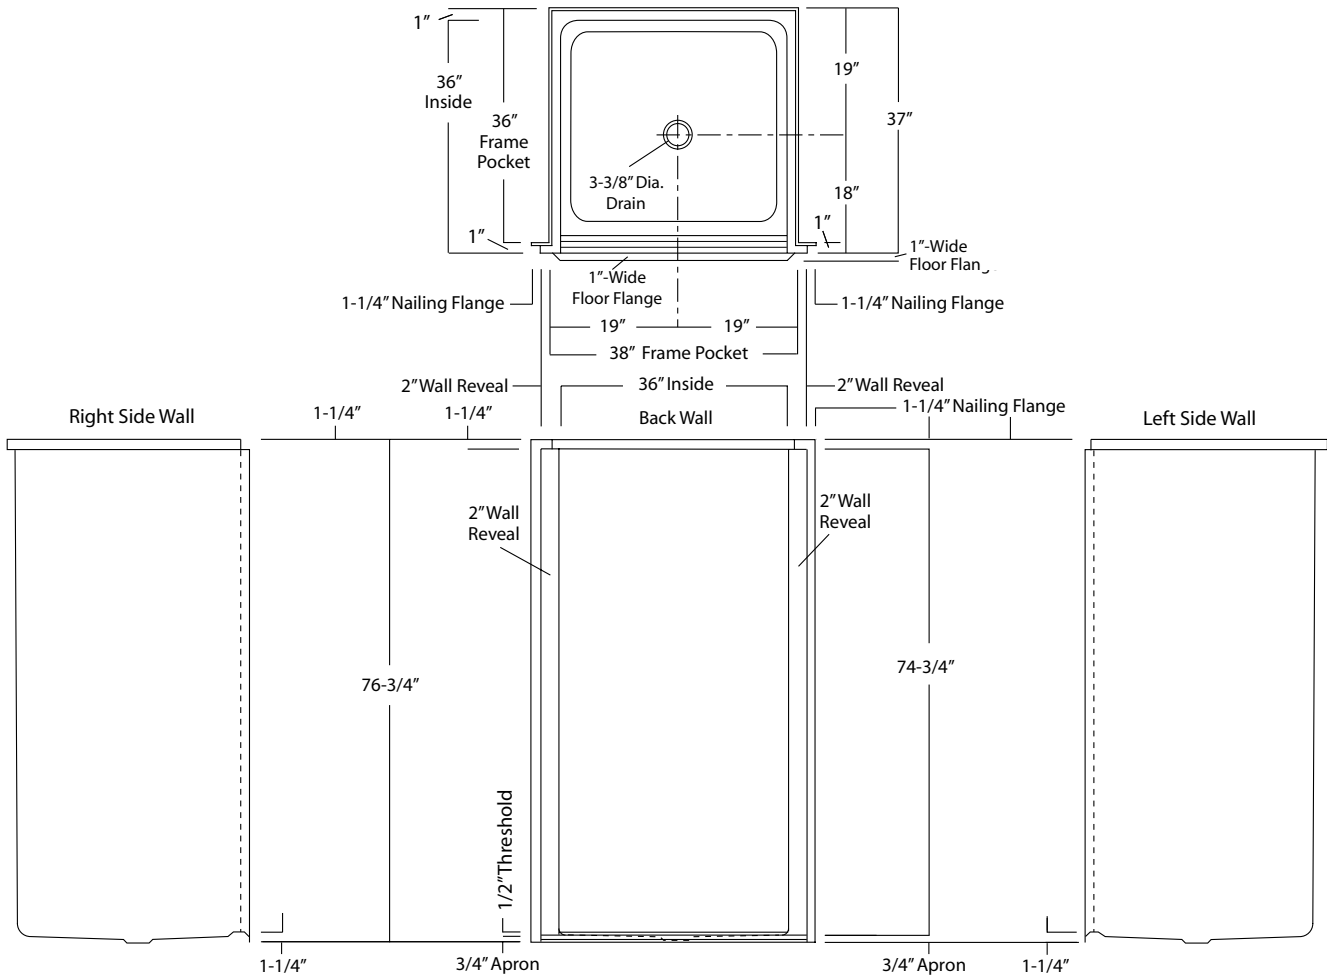 1”
36”
Inside
36”
Frame
Pocket
1”
3-3/8” Dia.
Drain
19”
37”
18”
1”
1”-Wide
Floor
1”-Wide
Floor Flange
1-1/4” Nailing Flange
1-1/4” Nailing Flange
19”
19”
38” Frame Pocket
2” Wall Reveal
36” Inside
2” Wall Reveal
Right Side Wall
1-1/4”
1-1/4”
Back Wall
1-1/4” Nailing Flange
Left Side Wall
2” Wall
Reveal
2” Wall
Reveal
76-3/4”
74-3/4”
1/2” Threshold
1-1/4”
3/4” Apron
3/4” Apron
1-1/4”